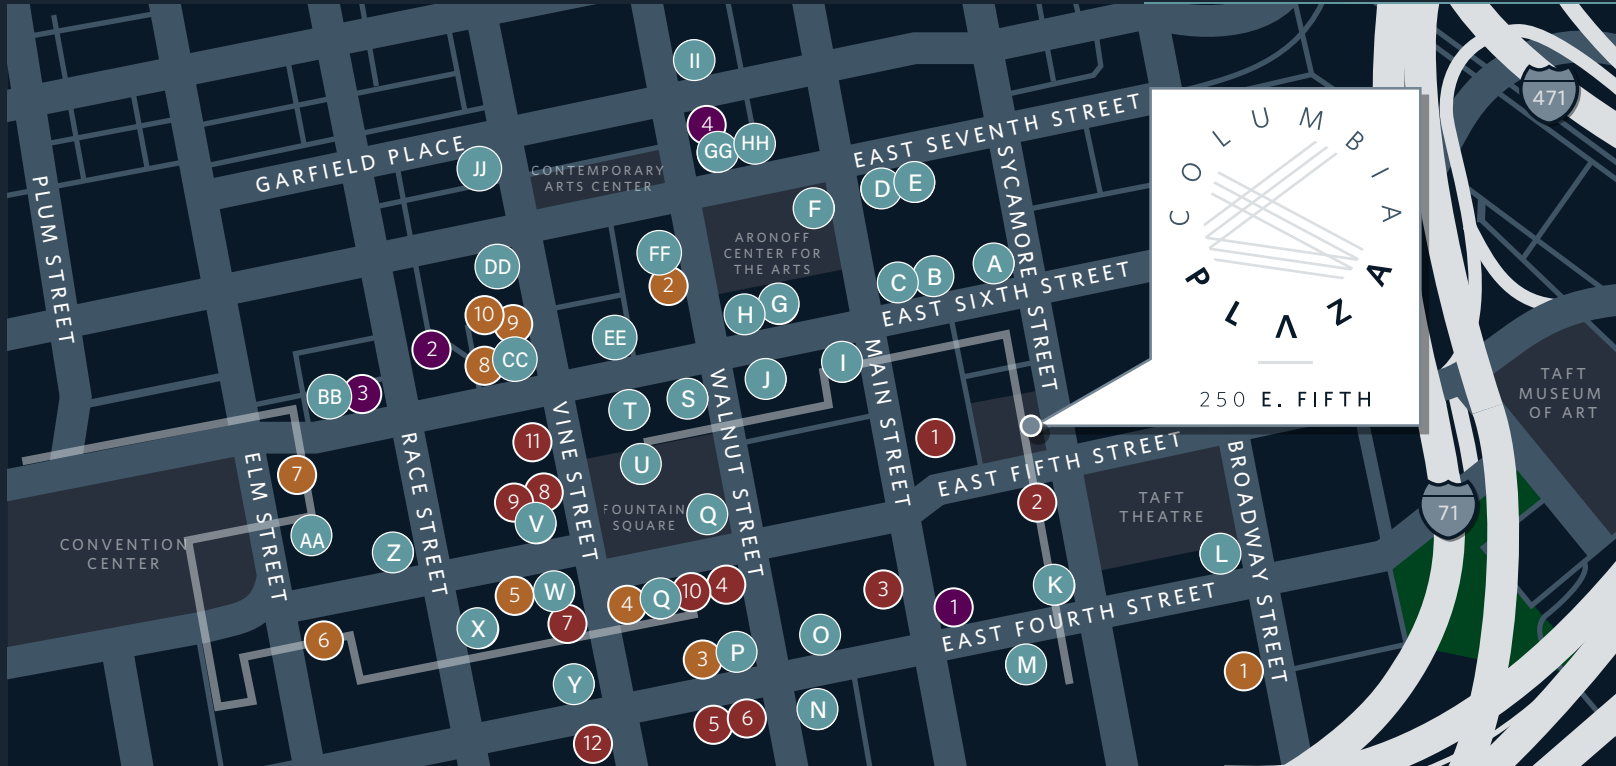 II
471
4
GG
HH
EAST SEVENTH STREET
GARFIELD PLACE
JJ
CONTEMPORARY
ARTS CENTER
D
E
F
PLUM STREET
SYCAMORE STREET
COLUMBIA
PLAZA
250 E. FIFTH
ARONOFF
CENTER FOR
THE ARTS
FF
2
DD
A
B
C
EAST SIXTH STREET
G
H
10
9
EE
2
8
CC
I
J
MAIN STREET
BB
3
S
T
WALNUT STREET
TAFT
MUSEUM
OF ART
11
VINE STREET
1
RACE STREET
ELM STREET
7
U
EAST FIFTH STREET
BROADWAY STREET
9
8
V
FOUNTAIN
SQUARE
Q
2
TAFT
THEATRE
71
AA
Z
CONVENTION
CENTER
L
5
W
4
Q
10
4
3
K
1
X
7
6
O
EAST FOURTH STREET
3
P
M
1
Y
5
6
N
12